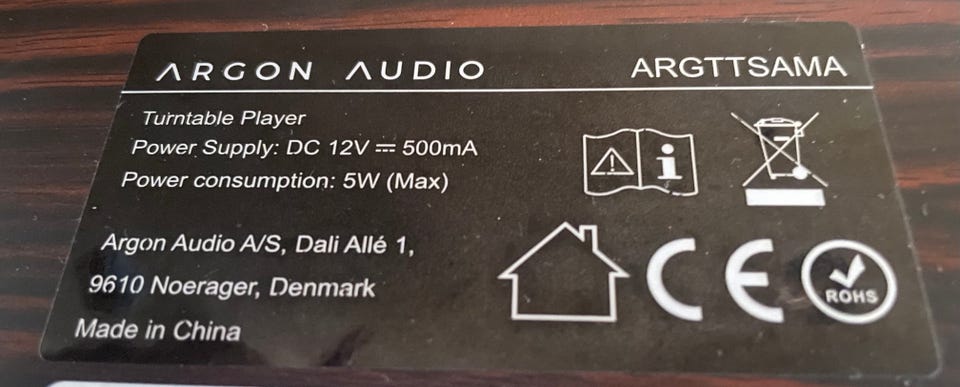 ARGON AUDIO ARGTTSAMA
Turntable Player
Power Supply: DC 12V ⎓ 500mA
Power consumption: 5W (Max)
Argon Audio A/S, Dali Allé 1,
9610 Noerager, Denmark
Made in China
i
CE
ROHS